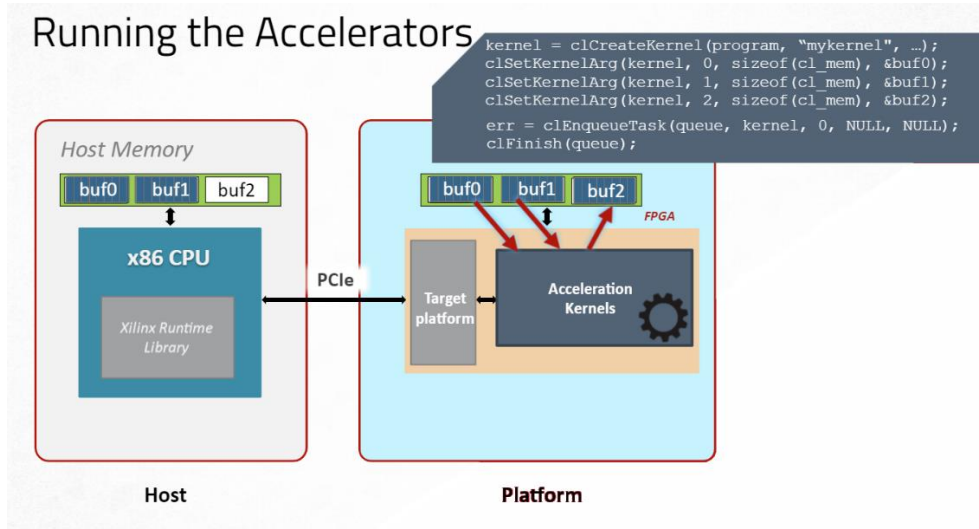 Running the Accelerators
kernel = clCreateKernel(program, “mykernel", …);
clSetKernelArg(kernel, 0, sizeof(cl_mem), &buf0);
clSetKernelArg(kernel, 1, sizeof(cl_mem), &buf1);
clSetKernelArg(kernel, 2, sizeof(cl_mem), &buf2);
err = clEnqueueTask(queue, kernel, 0, NULL, NULL);
clFinish(queue);
Host Memory
buf0 buf1 buf2
x86 CPU
Xilinx Runtime
Library
PCIe
buf0 buf1 buf2
FPGA
Target
platform
Acceleration
Kernels
Host
Platform